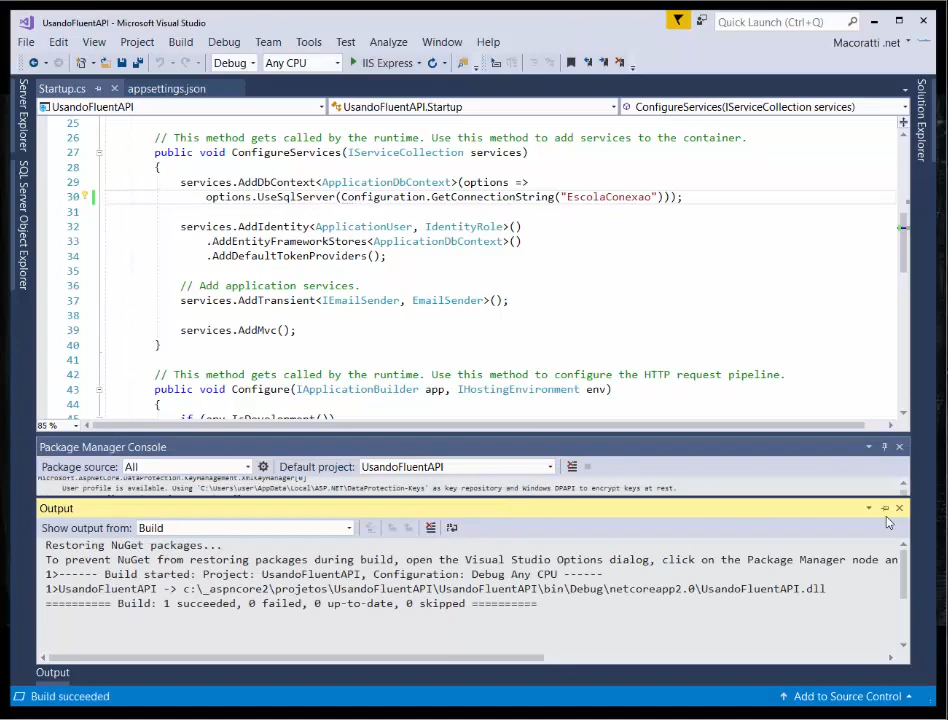 UsandoFluentAPI - Microsoft Visual Studio
Quick Launch (Ctrl+Q)
File Edit View Project Build Debug Team Tools Test Analyze Window Help
Macoratti .net
Debug Any CPU IIS Express
Server Explorer
SQL Server Object Explorer
Solution Explorer
Startup.cs appsettings.json
UsandoFluentAPI UsandoFluentAPI.Startup ConfigureServices(IServiceCollection services)
25
26 // This method gets called by the runtime. Use this method to add services to the container.
27 public void ConfigureServices(IServiceCollection services)
28 {
29 services.AddDbContext<ApplicationDbContext>(options =>
30 options.UseSqlServer(Configuration.GetConnectionString("EscolaConexao")));
31
32 services.AddIdentity<ApplicationUser, IdentityRole>()
33 .AddEntityFrameworkStores<ApplicationDbContext>()
34 .AddDefaultTokenProviders();
35
36 // Add application services.
37 services.AddTransient<IEmailSender, EmailSender>();
38
39 services.AddMvc();
40 }
41
42 // This method gets called by the runtime. Use this method to configure the HTTP request pipeline.
43 public void Configure(IApplicationBuilder app, IHostingEnvironment env)
44 {
45 if (env.IsDevelopment())
85 %
Package Manager Console
Package source: All Default project: UsandoFluentAPI
Microsoft.AspNetCore.DataProtection.KeyManagement.XmlKeyManager[0]
User profile is available. Using 'C:\Users\user\AppData\Local\ASP.NET\DataProtection-Keys' as key repository and Windows DPAPI to encrypt keys at rest.
Output
Show output from: Build
Restoring NuGet packages...
To prevent NuGet from restoring packages during build, open the Visual Studio Options dialog, click on the Package Manager node an
1>------ Build started: Project: UsandoFluentAPI, Configuration: Debug Any CPU ------
1>UsandoFluentAPI -> c:\_aspncore2\projetos\UsandoFluentAPI\UsandoFluentAPI\bin\Debug\netcoreapp2.0\UsandoFluentAPI.dll
========== Build: 1 succeeded, 0 failed, 0 up-to-date, 0 skipped ==========
Output
Build succeeded
Add to Source Control